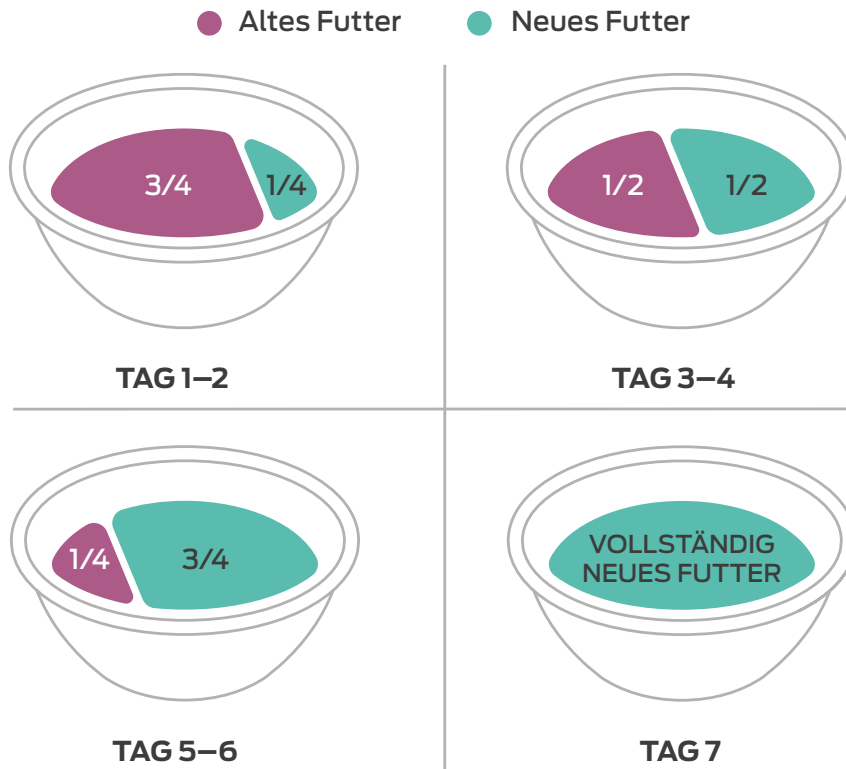 Altes Futter
Neues Futter
3/4
1/4
TAG 1–2
1/2
1/2
TAG 3–4
1/4
3/4
TAG 5–6
VOLLSTÄNDIG
NEUES FUTTER
TAG 7